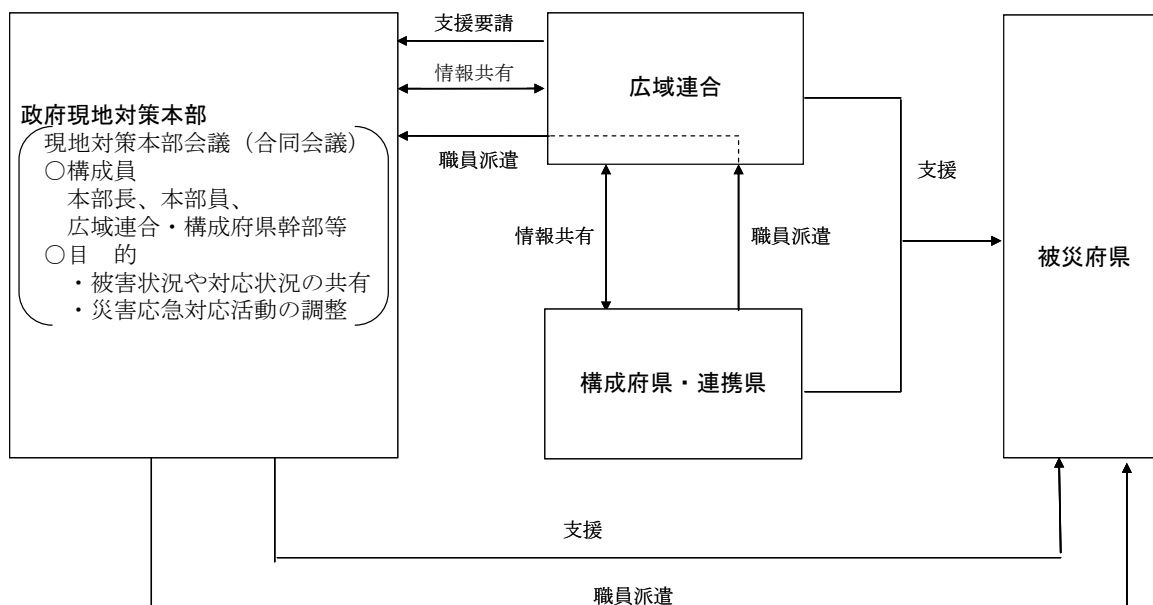 支援要請
情報共有
広域連合
政府現地対策本部
現地対策本部会議（合同会議）
○構成員
本部長、本部員、
広域連合・構成府県幹部等
○目　的
・被害状況や対応状況の共有
・災害応急対応活動の調整
職員派遣
支援
情報共有
職員派遣
被災府県
構成府県・連携県
支援
職員派遣